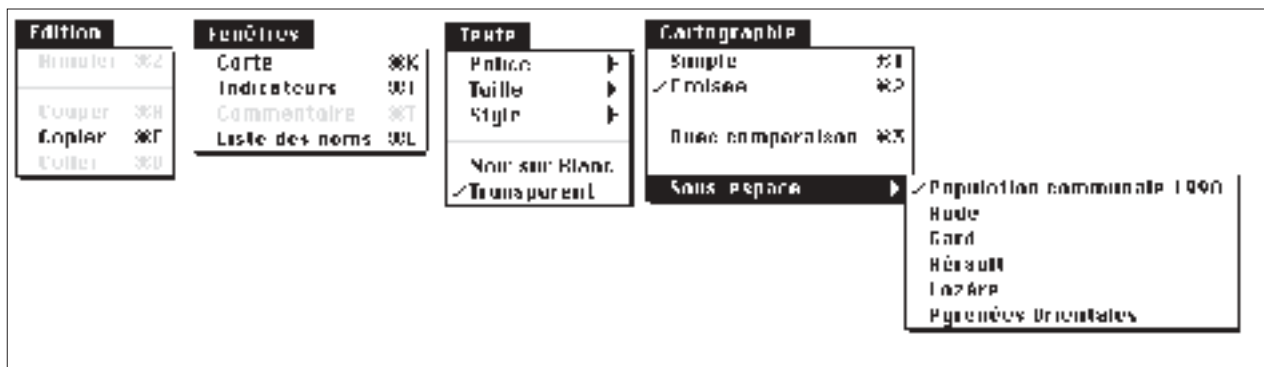 Edition
Annuler ⌘Z
Couper
Copier
Coller
Fenêtres
Carte ⌘K
Indicateurs ⌘I
Commentaire ⌘T
Liste des noms ⌘L
Texte
Police
Taille
Style
Noir sur Blanc
✓Transparent
Cartographie
Simple ⌘1
✓Croisée ⌘2
Avec comparaison ⌘3
Sous espace
✓Population communale 1990
Aude
Gard
Hérault
Lozère
Pyrenées Orientales